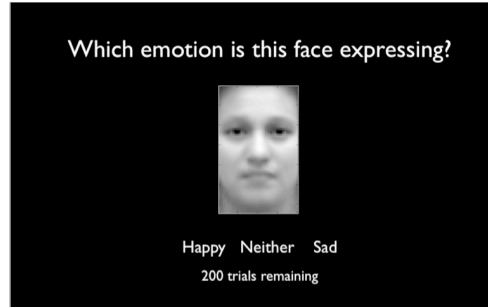 Which emotion is this face expressing?
Happy Neither Sad
200 trials remaining